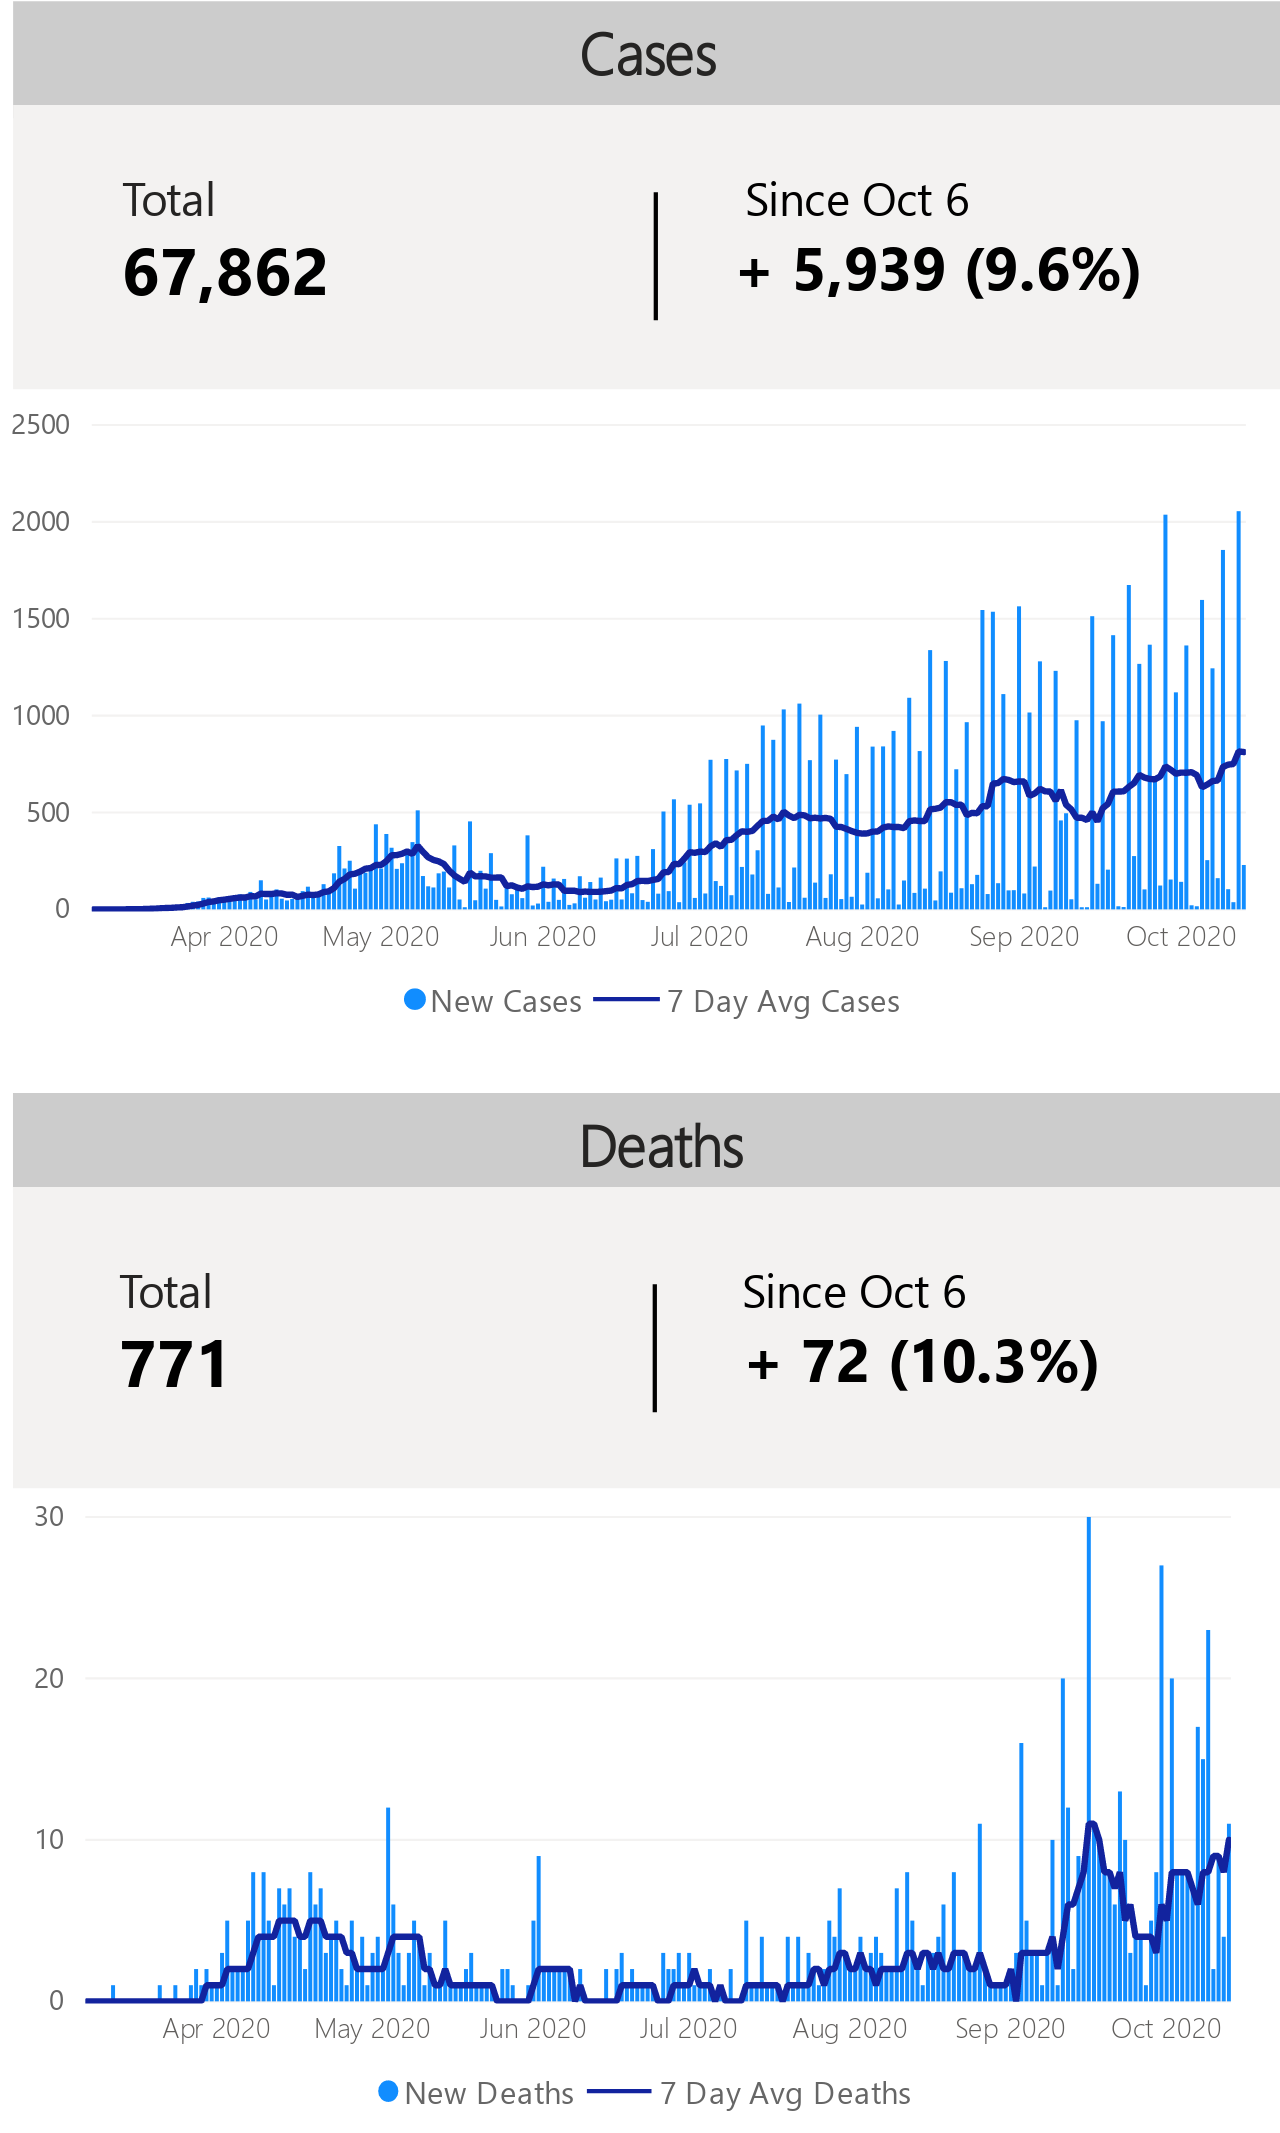 Cases
Total
Since Oct 6
67,862
+ 5,939 (9.6%)
2500
2000
1500
1000
500
0
Apr 2020 May 2020 Jun 2020 Jul 2020 Aug 2020 Sep 2020 Oct 2020
New Cases 7 Day Avg Cases
Deaths
Total
Since Oct 6
771
+ 72 (10.3%)
30
20
10
0
Apr 2020 May 2020 Jun 2020 Jul 2020 Aug 2020 Sep 2020 Oct 2020
New Deaths 7 Day Avg Deaths